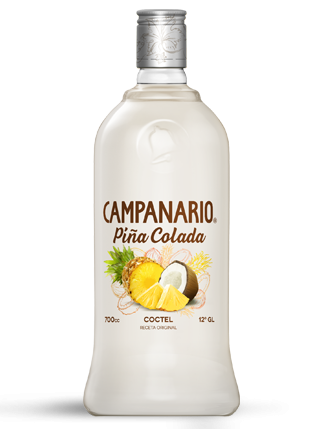 CAMPANARIO®
Piña Colada
700cc COCTEL 12° GL
RECETA ORIGINAL